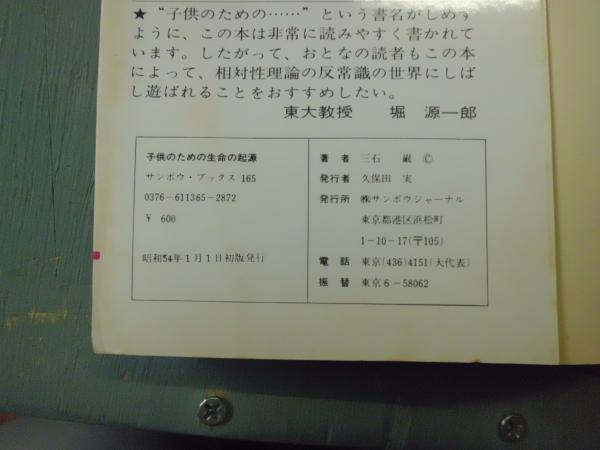 ★“子供のための……”という書名がしめす
ように、この本は非常に読みやすく書かれて
います。したがって、おとなの読者もこの本
によって、相対性理論の反常識の世界にしば
し遊ばれることをおすすめしたい。
東大教授 堀 源一郎
子供のための生命の起源
サンポウ・ブックス 165
0376-611365-2872
￥ 600
昭和54年1月1日初版発行
著者 三石 巌 ©
発行者 久保田 実
発行所 ㈱サンポウジャーナル
東京都港区浜松町
1-10-17(〒105)
電話 東京(436)4151(大代表)
振替 東京6-58062